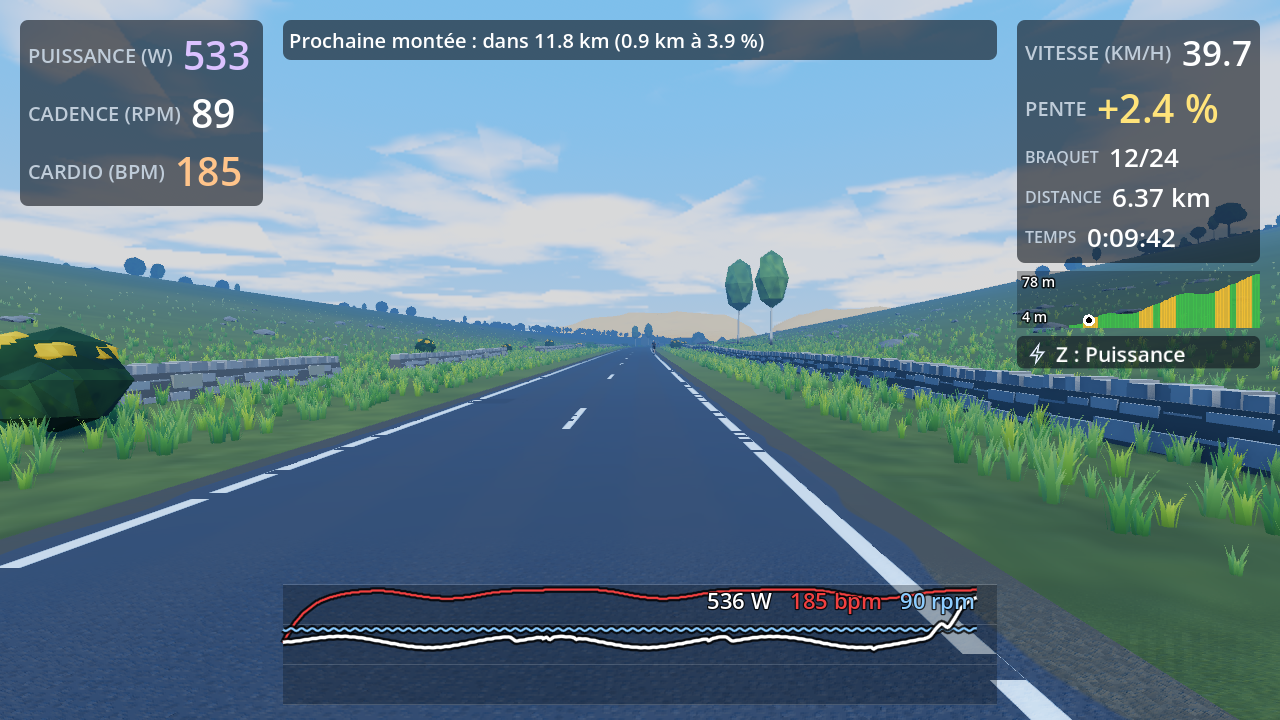 PUISSANCE (W) 533
CADENCE (RPM) 89
CARDIO (BPM) 185
Prochaine montée : dans 11.8 km (0.9 km à 3.9 %)
VITESSE (KM/H) 39.7
PENTE +2.4 %
BRAQUET 12/24
DISTANCE 6.37 km
TEMPS 0:09:42
78 m
4 m
Z : Puissance
536 W 185 bpm 90 rpm